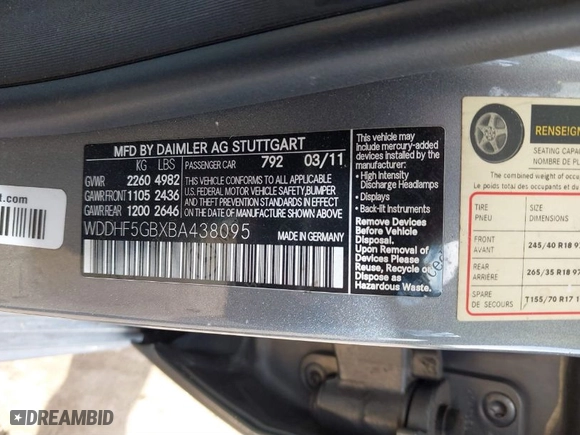 MFD BY DAIMLER AG STUTTGART
KG LBS PASSENGER CAR 792 03/11
GVWR 2260 4982
GAWR FRONT 1105 2436
GAWR REAR 1200 2646
THIS VEHICLE CONFORMS TO ALL APPLICABLE
U.S. FEDERAL MOTOR VEHICLE SAFETY, BUMPER
AND THEFT PREVENTION STANDARDS IN EFFECT
ON THE DATE OF MANUFACTURE SHOWN ABOVE.
WDDHF5GBXBA438095
This vehicle may
include mercury-added
devices installed by the
manufacturer:
• High Intensity
Discharge Headlamps
• Displays
• Back-lit Instruments
Remove Devices
Before Vehicle
Disposal.
Upon Removal of
Devices Please
Reuse, Recycle or
Dispose as
Hazardous Waste.
RENSEIGN
SEATING CAPA
NOMBRE DE PL
The combined weight of
Le poids total des occupants et du
TIRE
PNEU
SIZE
DIMENSIONS
FRONT
AVANT
245/40 R18 9
REAR
ARRIÈRE
265/35 R18 97
SPARE
DE SECOURS
T155/70 R17 1
DREAMBID